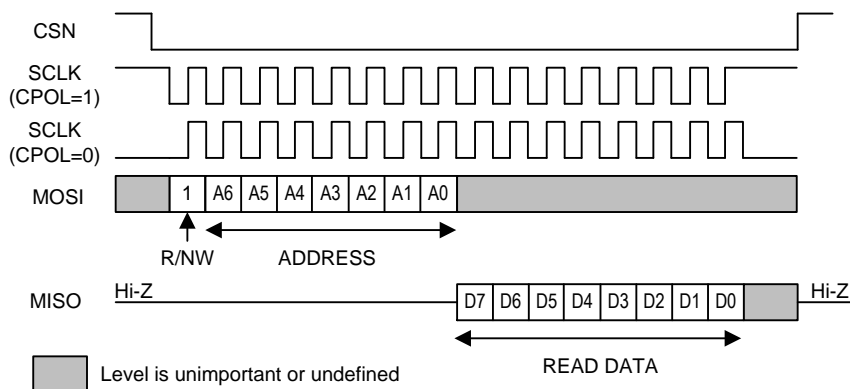 CSN
SCLK
(CPOL=1)
SCLK
(CPOL=0)
MOSI
1 A6 A5 A4 A3 A2 A1 A0
R/NW
ADDRESS
MISO
Hi-Z
D7 D6 D5 D4 D3 D2 D1 D0
Hi-Z
READ DATA
Level is unimportant or undefined